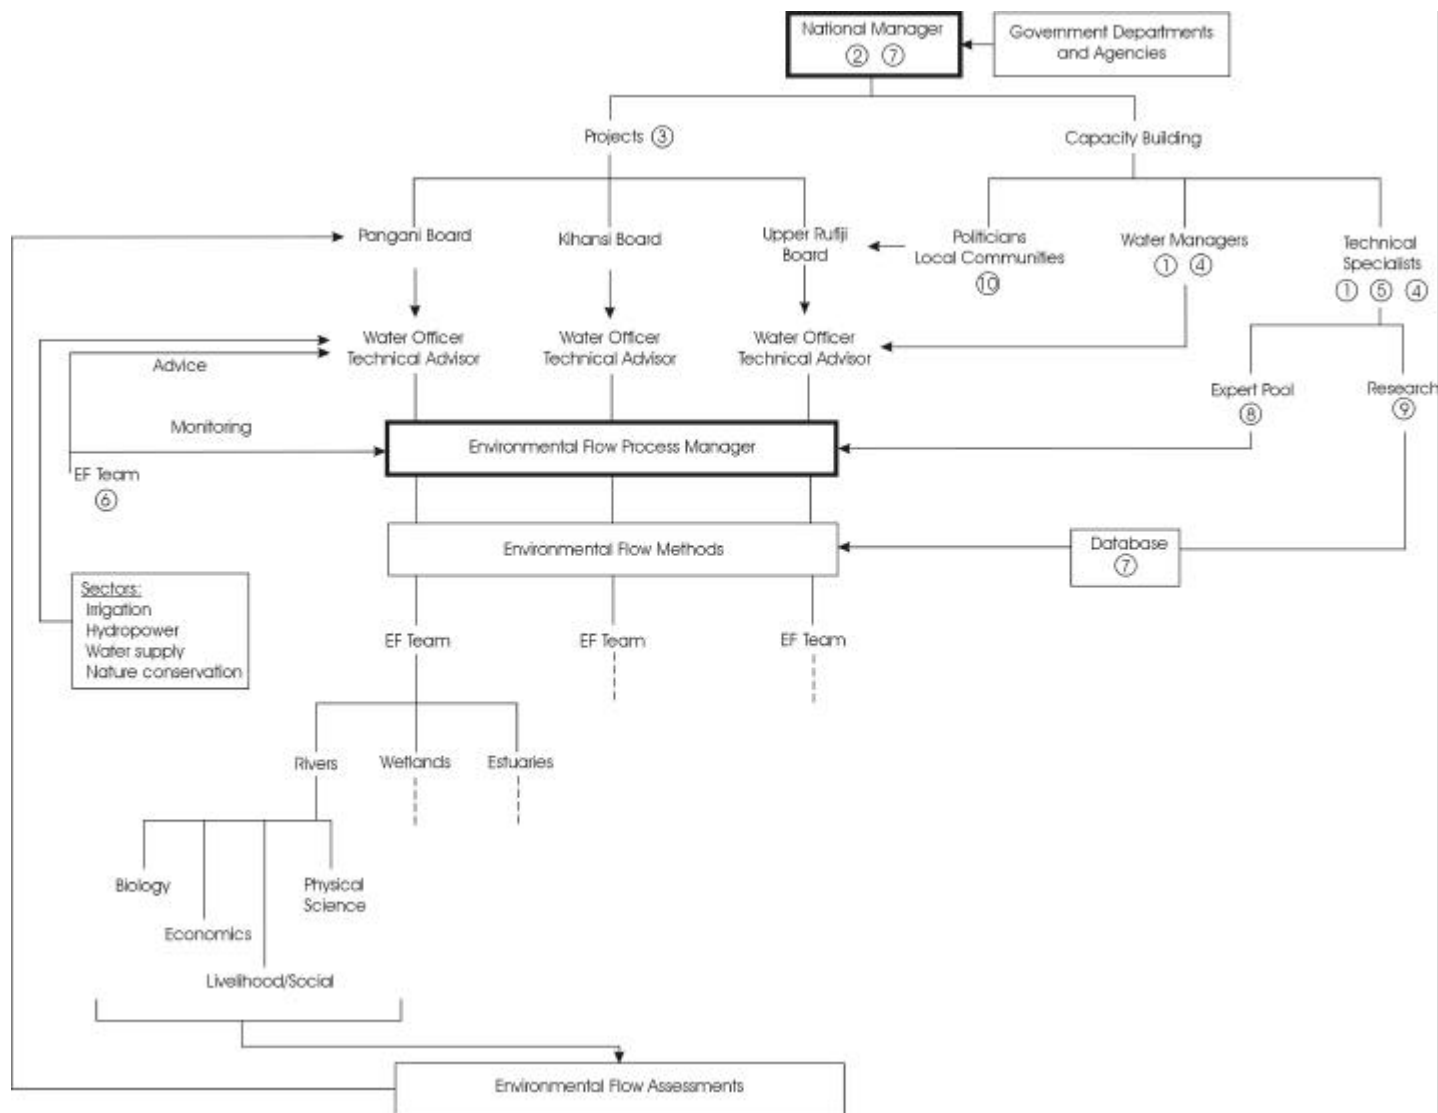 National Manager
② ⑦
Government Departments
and Agencies
Projects ③
Capacity Building
Pangani Board
Kihansi Board
Upper Rufiji
Board
Politicians
Local Communities
⑩
Water Managers
① ④
Technical
Specialists
① ⑤ ④
Water Officer
Technical Advisor
Water Officer
Technical Advisor
Water Officer
Technical Advisor
Advice
Expert Pool
⑧
Research
⑨
Monitoring
Environmental Flow Process Manager
EF Team
⑥
Environmental Flow Methods
Database
⑦
Sectors:
Irrigation
Hydropower
Water supply
Nature conservation
EF Team
EF Team
EF Team
Rivers
Wetlands
Estuaries
Biology
Physical
Science
Economics
Livelihood/Social
Environmental Flow Assessments